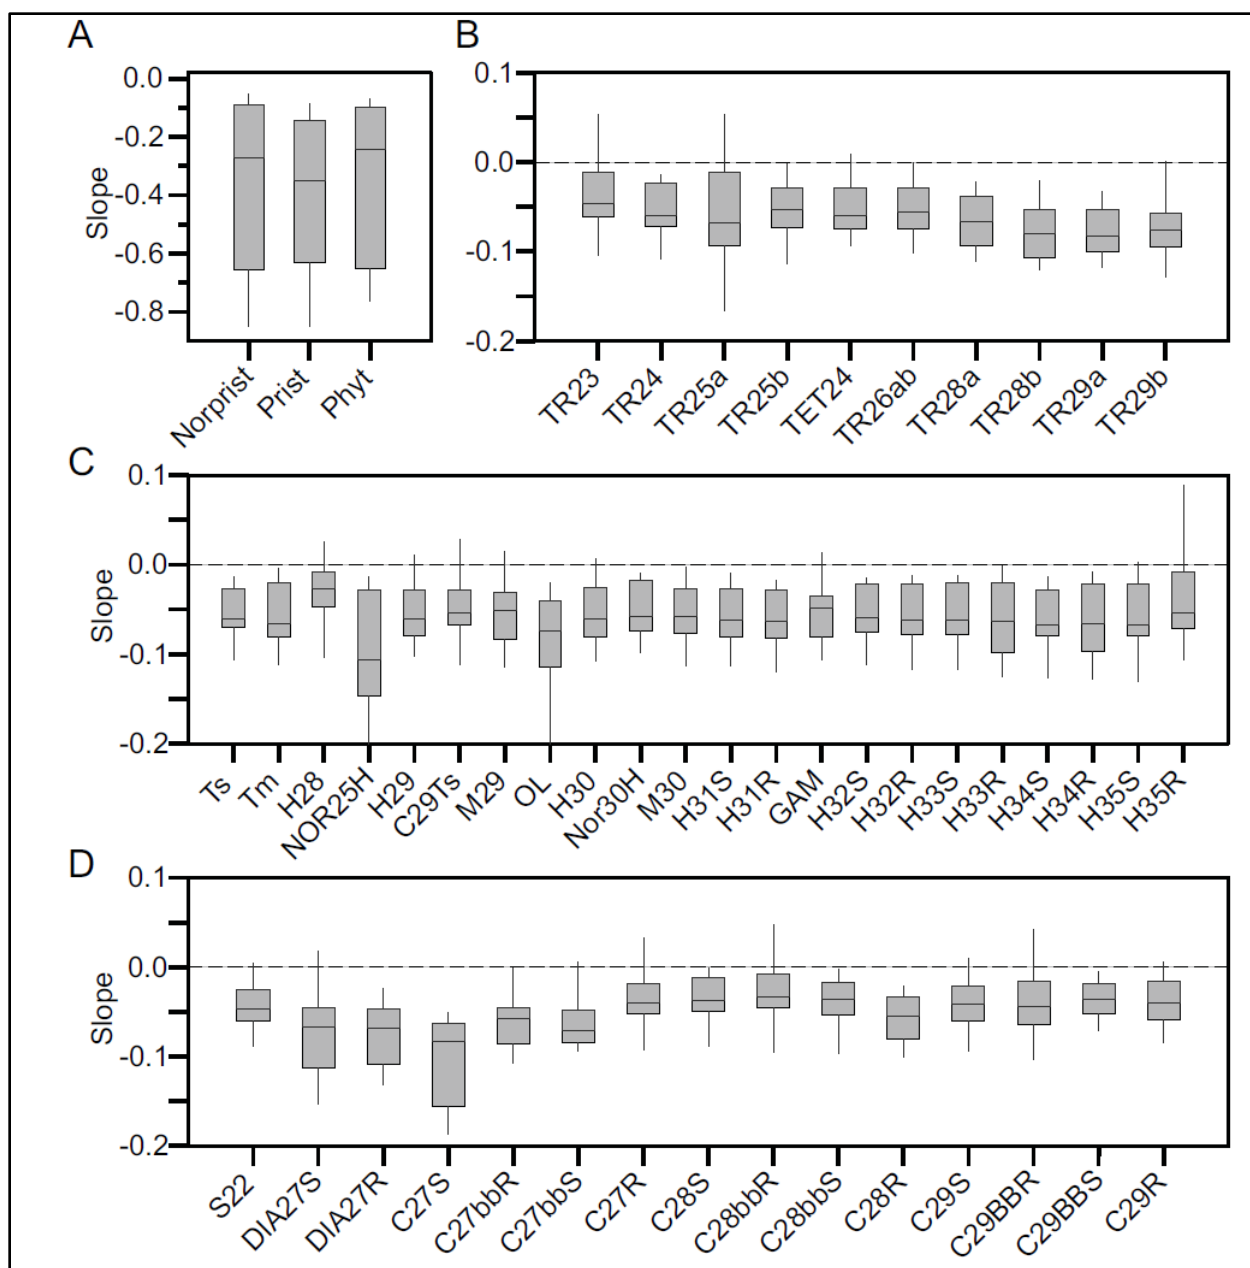 A
Slope
0.0
-0.2
-0.4
-0.6
-0.8
Norprist
Prist
Phyt
B
0.1
0.0
-0.1
-0.2
TR23
TR24
TR25a
TR25b
TET24
TR26ab
TR28a
TR28b
TR29a
TR29b
C
Slope
0.1
0.0
-0.1
-0.2
Ts
Tm
H28
NOR25H
H29
C29Ts
M29
OL
H30
Nor30H
M30
H31S
H31R
GAM
H32S
H32R
H33S
H33R
H34S
H34R
H35S
H35R
D
Slope
0.1
0.0
-0.1
-0.2
S22
DIA27S
DIA27R
C27S
C27bbR
C27bbS
C27R
C28S
C28bbR
C28bbS
C28R
C29S
C29BBR
C29BBS
C29R